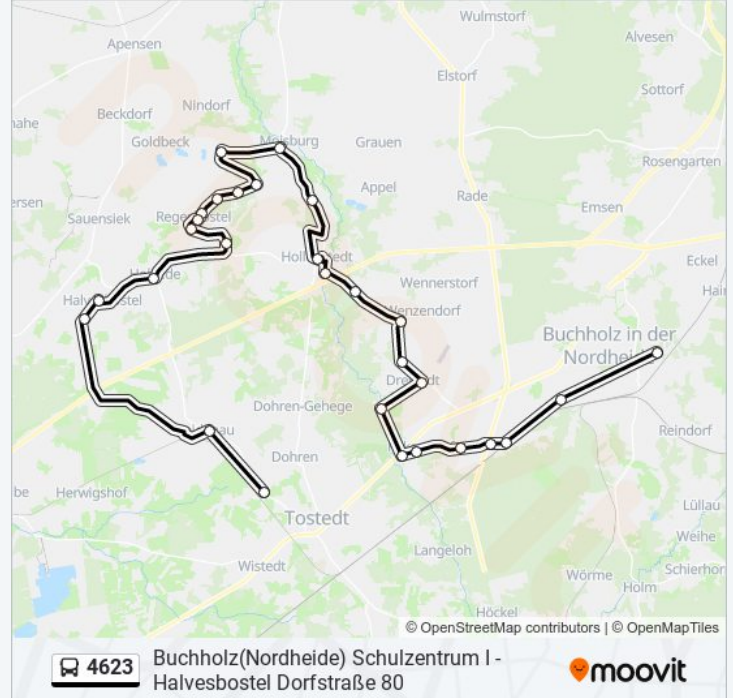 Wulmstorf
Apensen
Alvesen
Elstorf
Sottorf
Nindorf
Beckdorf
Goldbeck
Grauen
Rosengarten
Appel
Rade
Emsen
Sauensiek
Eckel
Wennerstorf
Wenzendorf
Buchholz in der
Dohren-Gehege
Reindorf
Dohren
Herwigshof
Lüllau
Tostedt
Weihe
Langeloh
Wistedt
Wörme
Holm
Höckel
© OpenStreetMap contributors | © OpenMapTiles
4623
Buchholz(Nordheide) Schulzentrum I -
Halvesbostel Dorfstraße 80
moovit